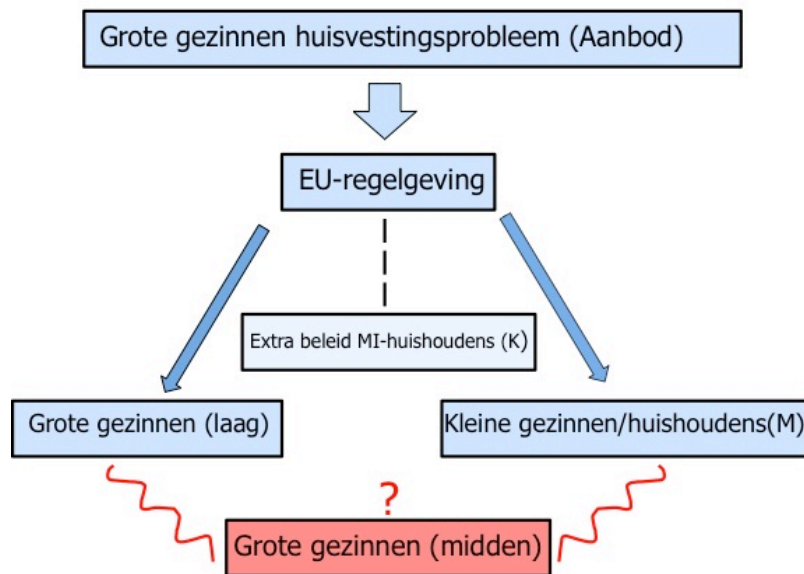 Grote gezinnen huisvestingsprobleem (Aanbod)
EU-regelgeving
Extra beleid MI-huishoudens (K)
Grote gezinnen (laag)
Kleine gezinnen/huishoudens(M)
?
Grote gezinnen (midden)